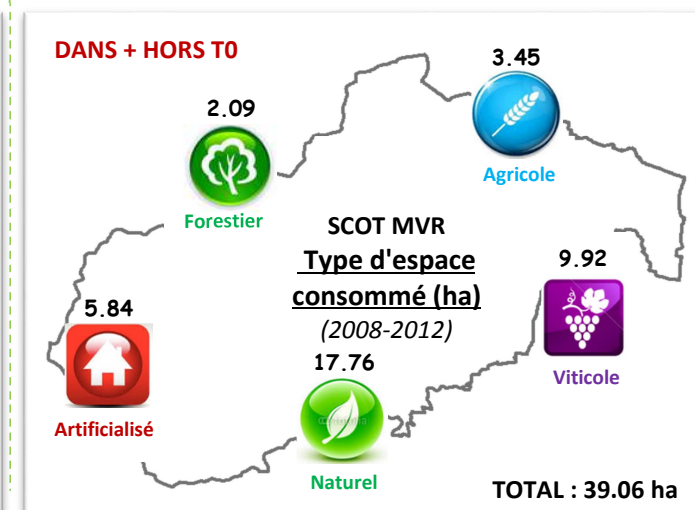 DANS + HORS T0
3.45
2.09
Agricole
Forestier
SCOT MVR
Type d'espace
consommé (ha)
(2008-2012)
9.92
5.84
17.76
Viticole
Artificialisé
Naturel
TOTAL : 39.06 ha